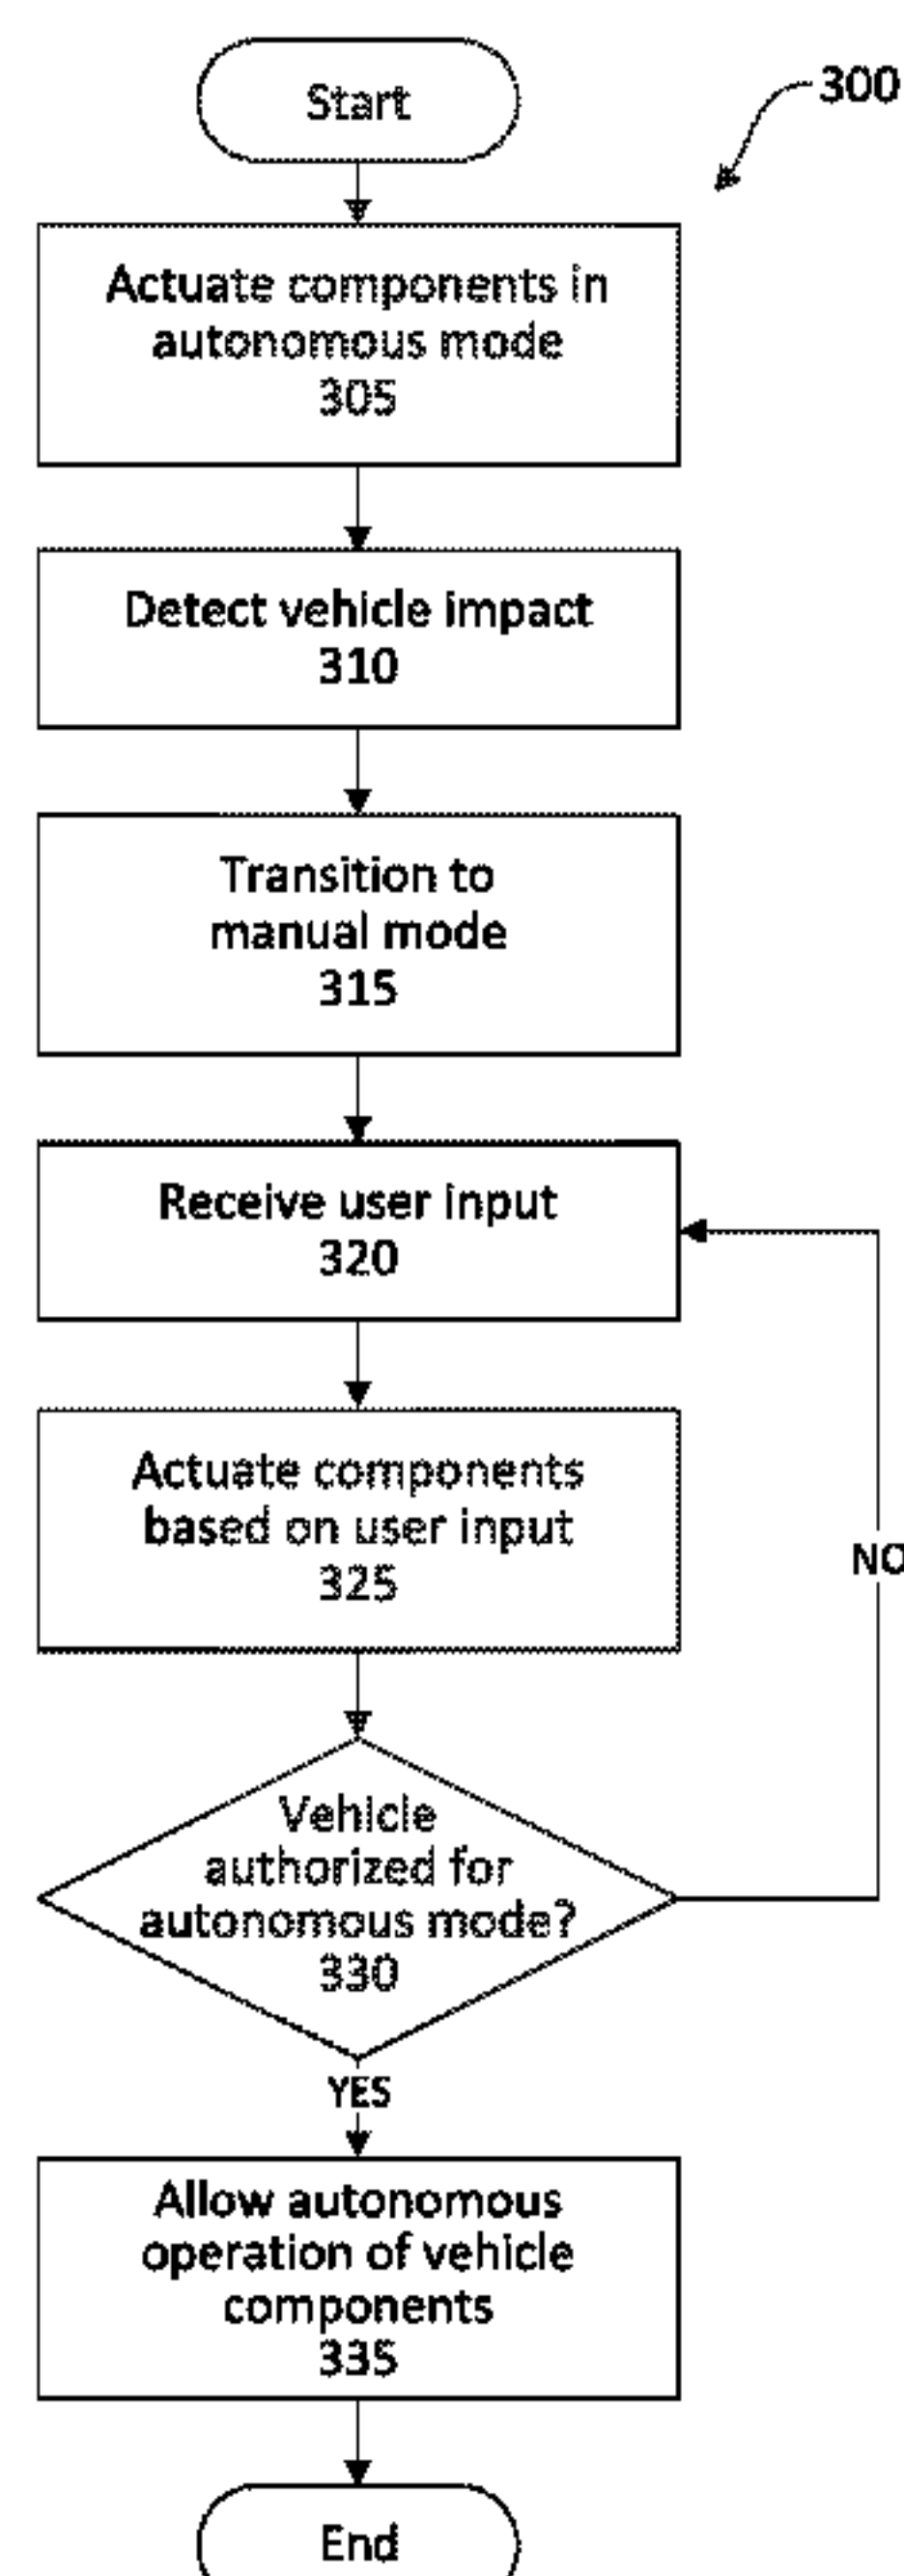 Start
300
Actuate components in
autonomous mode
305
Detect vehicle impact
310
Transition to
manual mode
315
Receive user input
320
Actuate components
based on user input
325
NO
Vehicle
authorized for
autonomous mode?
330
YES
Allow autonomous
operation of vehicle
components
335
End